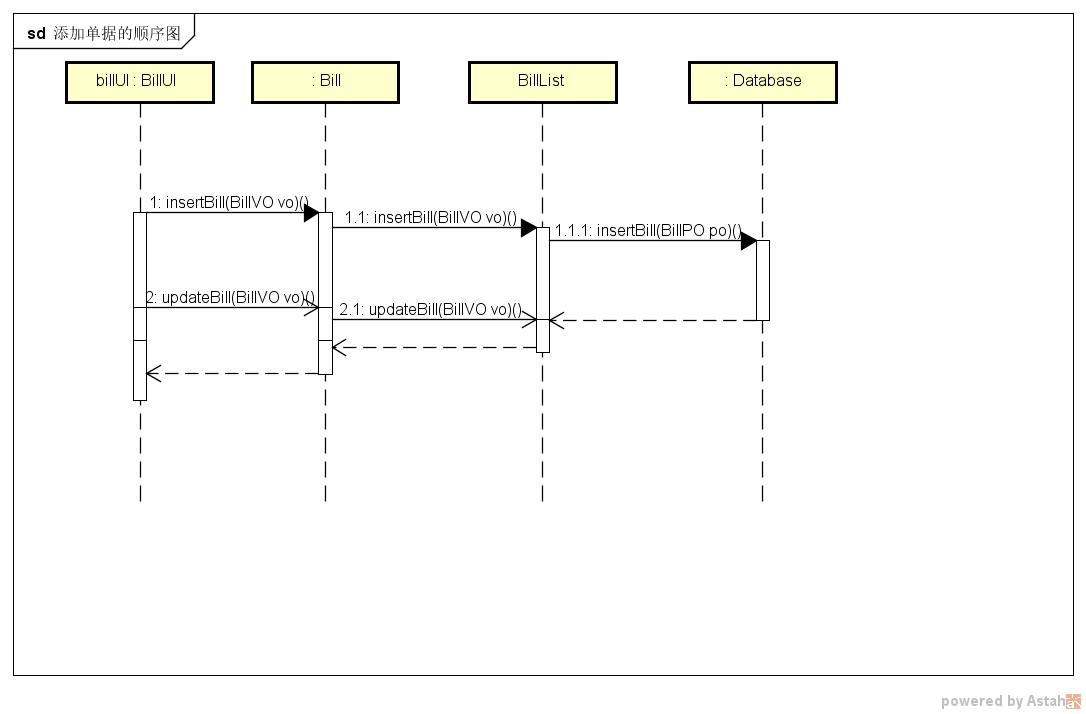 sd 添加单据的顺序图
billUI : BillUI
: Bill
BillList
: Database
1: insertBill(BillVO vo)()
1.1: insertBill(BillVO vo)()
1.1.1: insertBill(BillPO po)()
2: updateBill(BillVO vo)()
2.1: updateBill(BillVO vo)()
powered by Astah